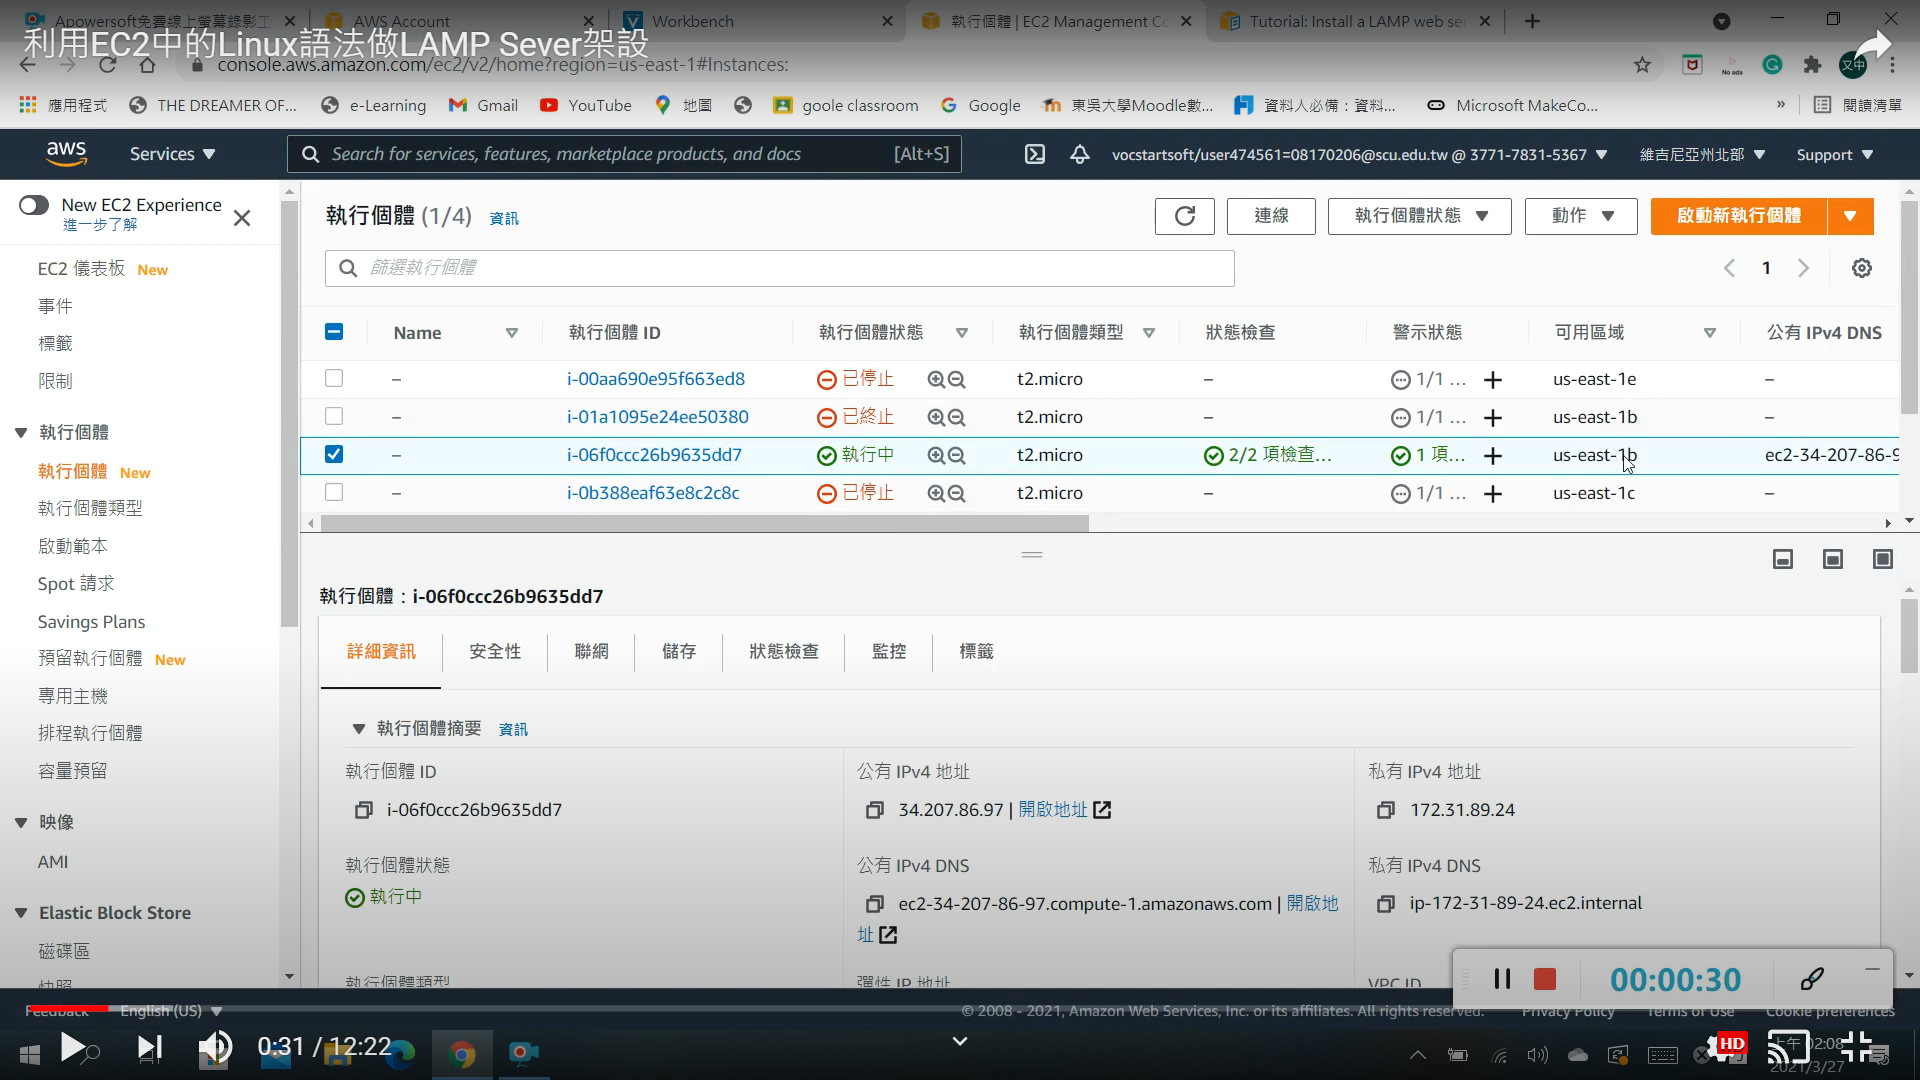 Apowersoft免費線上螢幕錄影工
AWS Account
Workbench
執行個體 | EC2 Management Co
Tutorial: Install a LAMP web ser
利用EC2中的Linux語法做LAMP Sever架設
console.aws.amazon.com/ec2/v2/home?region=us-east-1#Instances:
No ads
又中
應用程式
THE DREAMER OF...
e-Learning
Gmail
YouTube
地圖
goole classroom
Google
東吳大學Moodle數...
資料人必備：資料...
Microsoft MakeCo...
»
閱讀清單
aws
Services
Search for services, features, marketplace products, and docs
[Alt+S]
vocstartsoft/user474561=08170206@scu.edu.tw @ 3771-7831-5367
維吉尼亞州北部
Support
New EC2 Experience
進一步了解
EC2 儀表板 New
事件
標籤
限制
執行個體
執行個體 New
執行個體類型
啟動範本
Spot 請求
Savings Plans
預留執行個體 New
專用主機
排程執行個體
容量預留
映像
AMI
Elastic Block Store
磁碟區
快照
執行個體 (1/4) 資訊
連線
執行個體狀態
動作
啟動新執行個體
篩選執行個體
1
Name 執行個體 ID 執行個體狀態 執行個體類型 狀態檢查 警示狀態 可用區域 公有 IPv4 DNS
– i-00aa690e95f663ed8 已停止 t2.micro – 1/1 ... + us-east-1e –
– i-01a1095e24ee50380 已終止 t2.micro – 1/1 ... + us-east-1b –
– i-06f0ccc26b9635dd7 執行中 t2.micro 2/2 項檢查... 1 項... + us-east-1b ec2-34-207-86-9
– i-0b388eaf63e8c2c8c 已停止 t2.micro – 1/1 ... + us-east-1c –
執行個體：i-06f0ccc26b9635dd7
詳細資訊
安全性
聯網
儲存
狀態檢查
監控
標籤
執行個體摘要 資訊
執行個體 ID
i-06f0ccc26b9635dd7
公有 IPv4 地址
34.207.86.97 | 開啟地址
私有 IPv4 地址
172.31.89.24
執行個體狀態
執行中
公有 IPv4 DNS
ec2-34-207-86-97.compute-1.amazonaws.com | 開啟地
址
私有 IPv4 DNS
ip-172-31-89-24.ec2.internal
執行個體類型
彈性 IP 地址
VPC ID
00:00:30
Feedback
English (US)
© 2008 - 2021, Amazon Web Services, Inc. or its affiliates. All rights reserved.
Privacy Policy
Terms of Use
Cookie preferences
0:31 / 12:22
HD
上午 02:08
2021/3/27